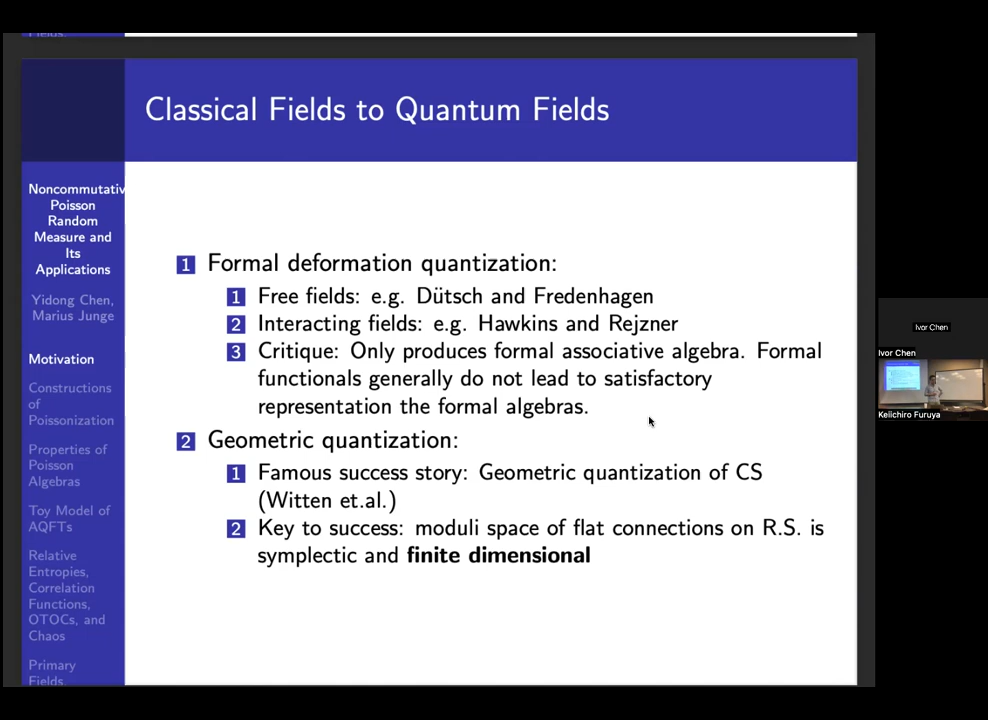 Fields.
Classical Fields to Quantum Fields
Noncommutativ
Poisson
Random
Measure and
Its
Applications
Yidong Chen,
Marius Junge
Motivation
Constructions
of
Poissonization
Properties of
Poisson
Algebras
Toy Model of
AQFTs
Relative
Entropies,
Correlation
Functions,
OTOCs, and
Chaos
Primary
Fields.
1 Formal deformation quantization:
1 Free fields: e.g. Dütsch and Fredenhagen
2 Interacting fields: e.g. Hawkins and Rejzner
3 Critique: Only produces formal associative algebra. Formal
functionals generally do not lead to satisfactory
representation the formal algebras.
2 Geometric quantization:
1 Famous success story: Geometric quantization of CS
(Witten et.al.)
2 Key to success: moduli space of flat connections on R.S. is
symplectic and finite dimensional
Ivor Chen
Ivor Chen
Keiichiro Furuya